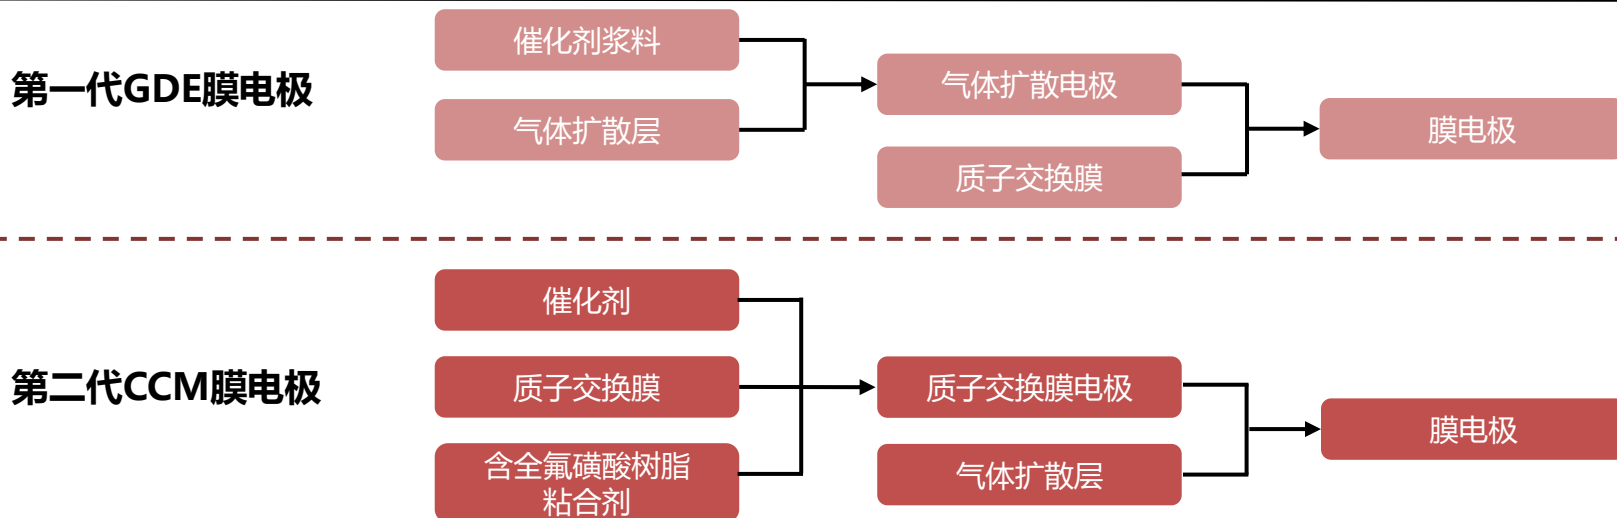 第一代GDE膜电极
催化剂浆料
气体扩散层
气体扩散电极
质子交换膜
膜电极
第二代CCM膜电极
催化剂
质子交换膜
含全氟磺酸树脂
粘合剂
质子交换膜电极
气体扩散层
膜电极